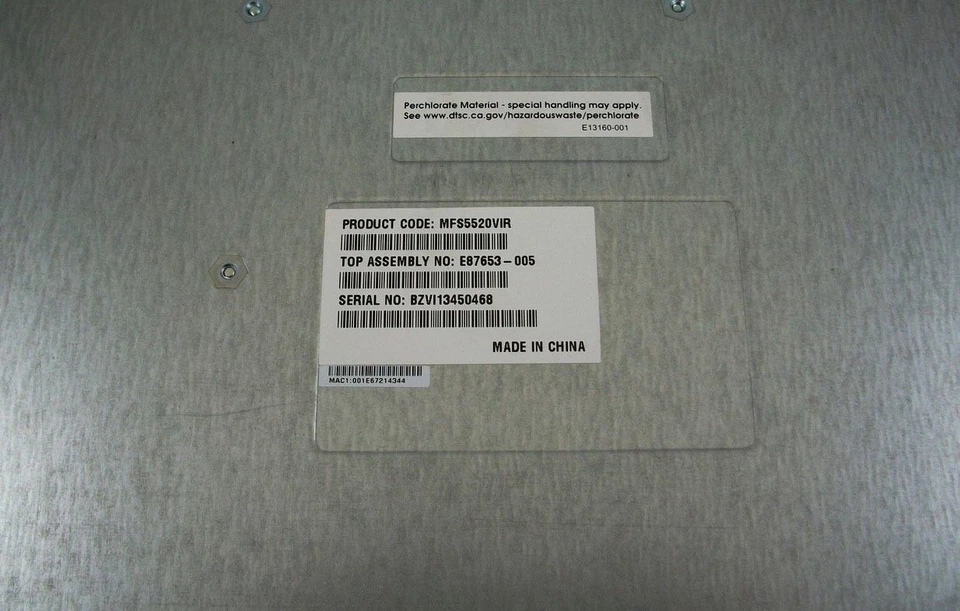 Perchlorate Material - special handling may apply.
See www.dtsc.ca.gov/hazardouswaste/perchlorate
E13160-001
PRODUCT CODE: MFS5520VIR
TOP ASSEMBLY NO: E87653-005
SERIAL NO: BZVI13450468
MADE IN CHINA
MAC1:001E67214344